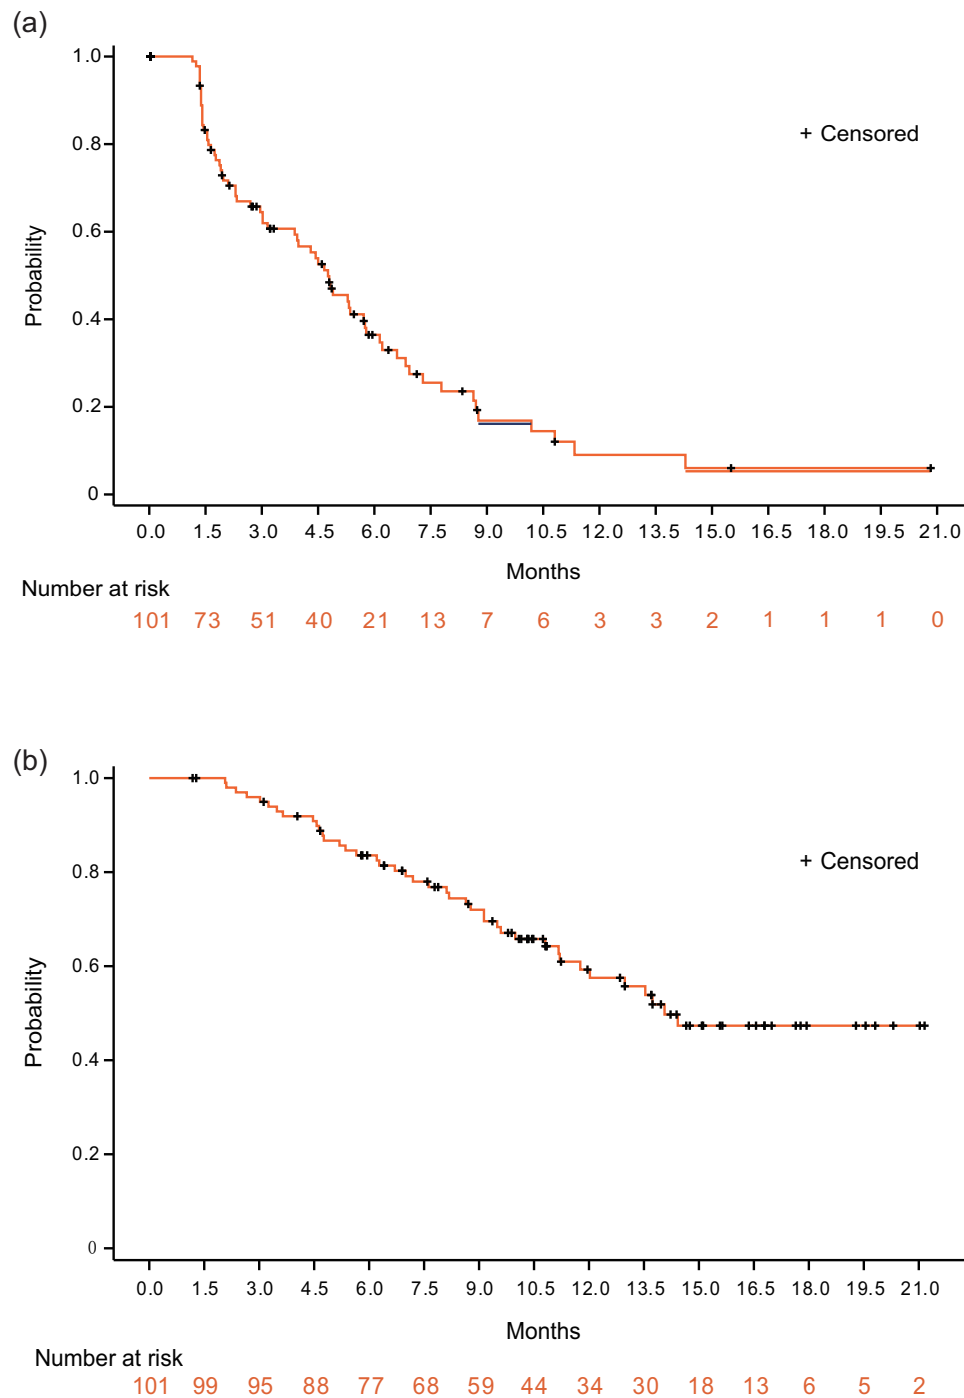 (a)
1.0
0.8
0.6
0.4
0.2
0
Probability
+ Censored
0.0 1.5 3.0 4.5 6.0 7.5 9.0 10.5 12.0 13.5 15.0 16.5 18.0 19.5 21.0
Months
Number at risk
101 73 51 40 21 13 7 6 3 3 2 1 1 1 0
(b)
1.0
0.8
0.6
0.4
0.2
0
Probability
+ Censored
0.0 1.5 3.0 4.5 6.0 7.5 9.0 10.5 12.0 13.5 15.0 16.5 18.0 19.5 21.0
Months
Number at risk
101 99 95 88 77 68 59 44 34 30 18 13 6 5 2